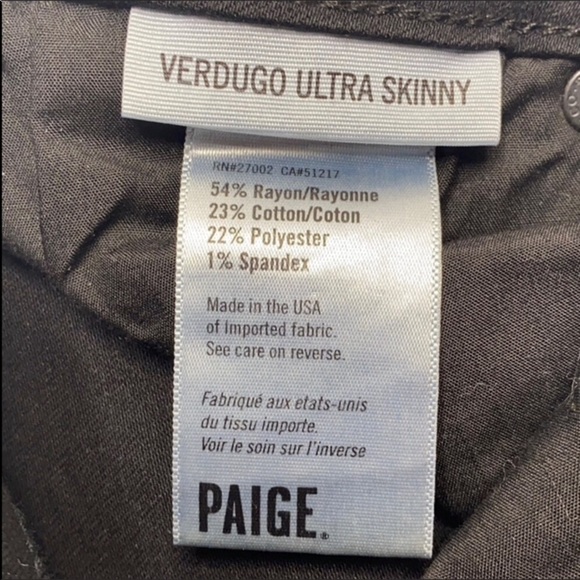 VERDUGO ULTRA SKINNY
RN#27002 CA#51217
54% Rayon/Rayonne
23% Cotton/Coton
22% Polyester
1% Spandex
Made in the USA
of Imported fabric.
See care on reverse.
Fabriqué aux etats-unis
du tissu importe.
Voir le soin sur l'inverse
PAIGE®